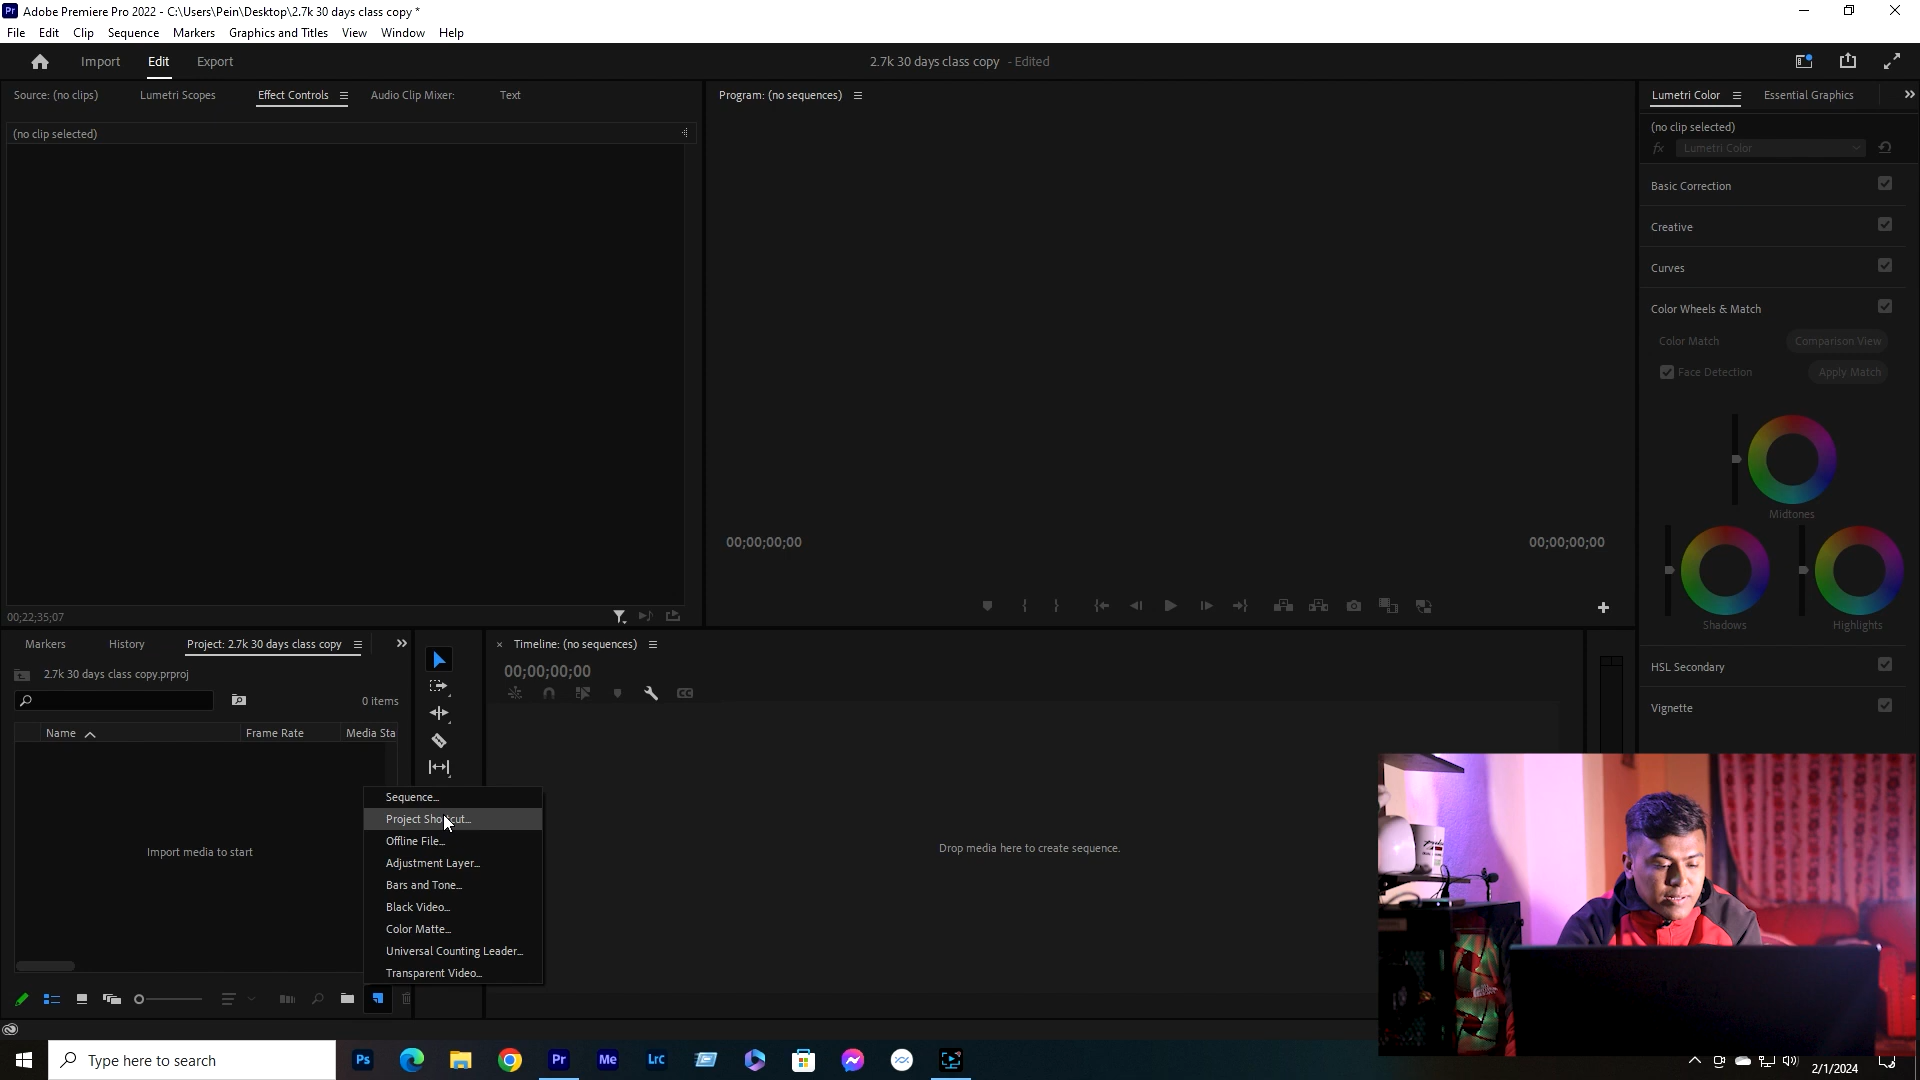 Pr Adobe Premiere Pro 2022 - C:\Users\Pein\Desktop\2.7k 30 days class copy *
File Edit Clip Sequence Markers Graphics and Titles View Window Help
Import Edit Export
2.7k 30 days class copy - Edited
Source: (no clips) Lumetri Scopes Effect Controls Audio Clip Mixer: Text
Program: (no sequences)
Lumetri Color Essential Graphics
(no clip selected)
(no clip selected)
fx Lumetri Color
Basic Correction
Creative
Curves
Color Wheels & Match
Color Match Comparison View
Face Detection Apply Match
Midtones
Shadows Highlights
HSL Secondary
Vignette
00;00;00;00 00;00;00;00
00;22;35;07
Markers History Project: 2.7k 30 days class copy
2.7k 30 days class copy.prproj
0 items
Name Frame Rate Media Sta
Import media to start
Timeline: (no sequences)
00;00;00;00
Drop media here to create sequence.
Sequence...
Project Shortcut...
Offline File...
Adjustment Layer...
Bars and Tone...
Black Video...
Color Matte...
Universal Counting Leader...
Transparent Video...
Type here to search
Ps Pr Me LrC
2/1/2024